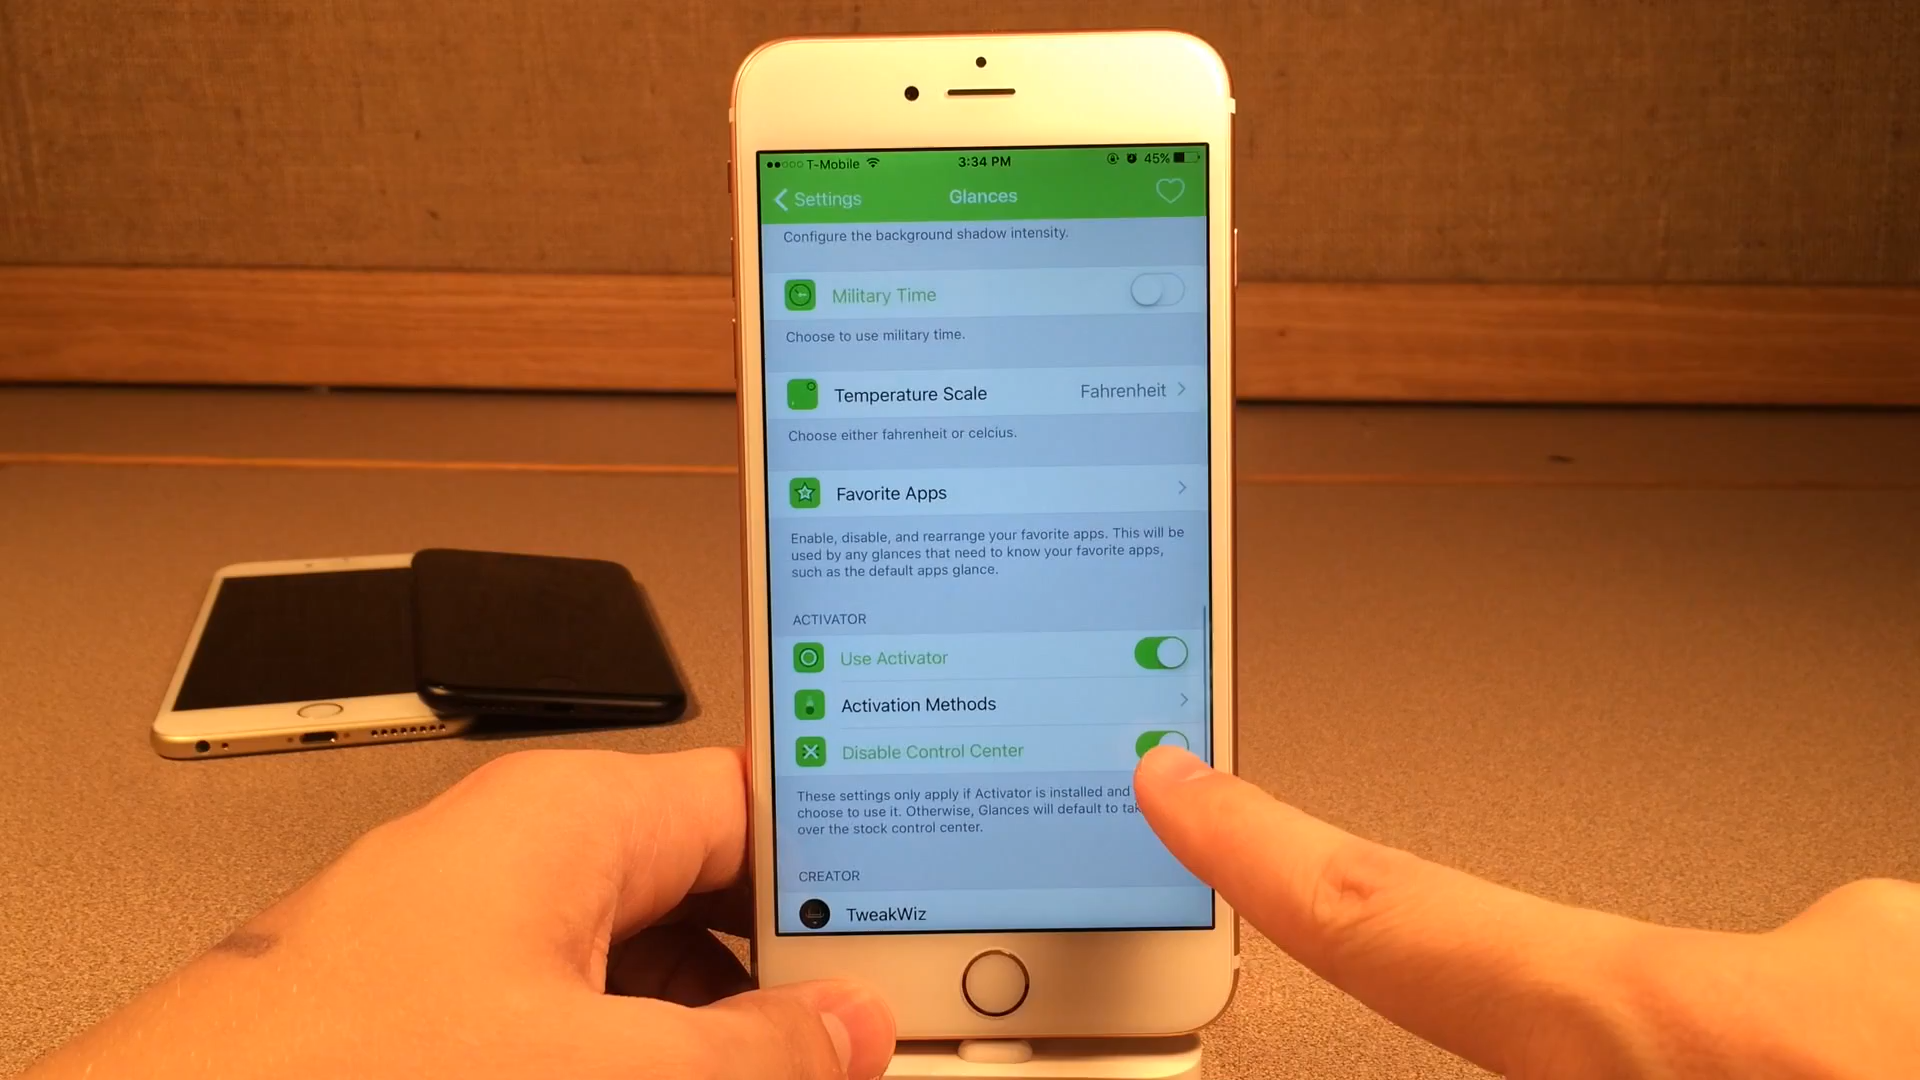 T-Mobile 3:34 PM 45%
Settings Glances
Configure the background shadow intensity.
Military Time
Choose to use military time.
Temperature Scale Fahrenheit
Choose either fahrenheit or celcius.
Favorite Apps
Enable, disable, and rearrange your favorite apps. This will be
used by any glances that need to know your favorite apps,
such as the default apps glance.
ACTIVATOR
Use Activator
Activation Methods
Disable Control Center
These settings only apply if Activator is installed and
choose to use it. Otherwise, Glances will default to
over the stock control center.
CREATOR
TweakWiz